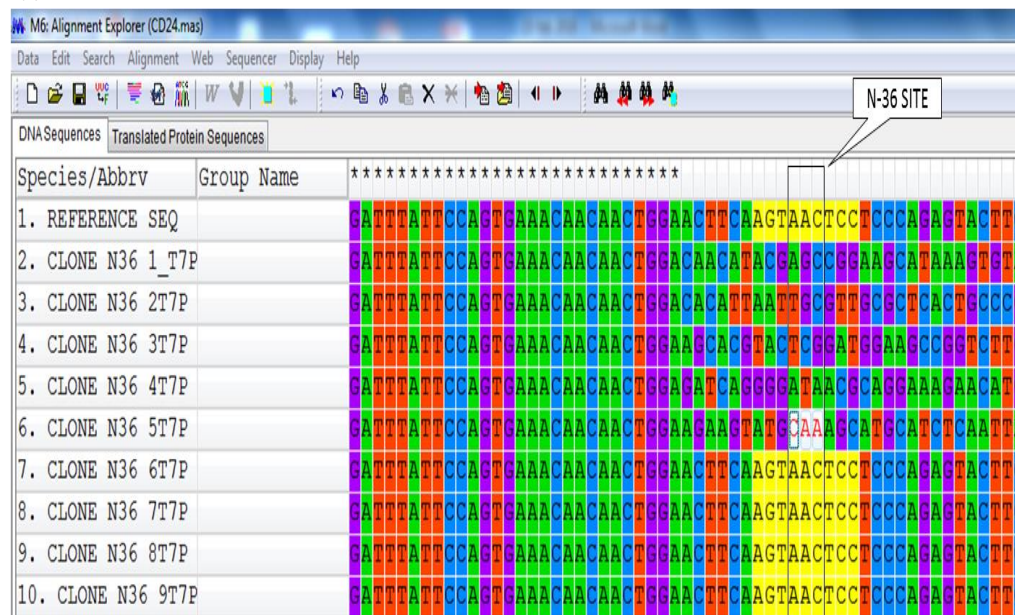 M6: Alignment Explorer (CD24.mas)
Data Edit Search Alignment Web Sequencer Display Help
N-36 SITE
DNA Sequences Translated Protein Sequences
Species/Abbrv Group Name ****************************
1. REFERENCE SEQ GATTTATTCCAGTGAAACAACAACTGGAACTTCAAGTAACTCCTCCCAGAGTACTT
2. CLONE N36 1_T7P GATTTATTCCAGTGAAACAACAACTGGACAACATACGAGCCGGAAGCATAAAGTGT
3. CLONE N36 2T7P GATTTATTCCAGTGAAACAACAACTGGACACATTAATTGCGTTGCGCTCACTGCCC
4. CLONE N36 3T7P GATTTATTCCAGTGAAACAACAACTGGAAGCACGTACTCGGATGGAAGCCGGTCTT
5. CLONE N36 4T7P GATTTATTCCAGTGAAACAACAACTGGAGATCAGGGGATAACGCAGGAAAGAACAT
6. CLONE N36 5T7P GATTTATTCCAGTGAAACAACAACTGGAAGAAGTATGCAAAGCATGCATCTCAATT
7. CLONE N36 6T7P GATTTATTCCAGTGAAACAACAACTGGAACTTCAAGTAACTCCTCCCAGAGTACTT
8. CLONE N36 7T7P GATTTATTCCAGTGAAACAACAACTGGAACTTCAAGTAACTCCTCCCAGAGTACTT
9. CLONE N36 8T7P GATTTATTCCAGTGAAACAACAACTGGAACTTCAAGTAACTCCTCCCAGAGTACTT
10. CLONE N36 9T7P GATTTATTCCAGTGAAACAACAACTGGAACTTCAAGTAACTCCTCCCAGAGTACTT